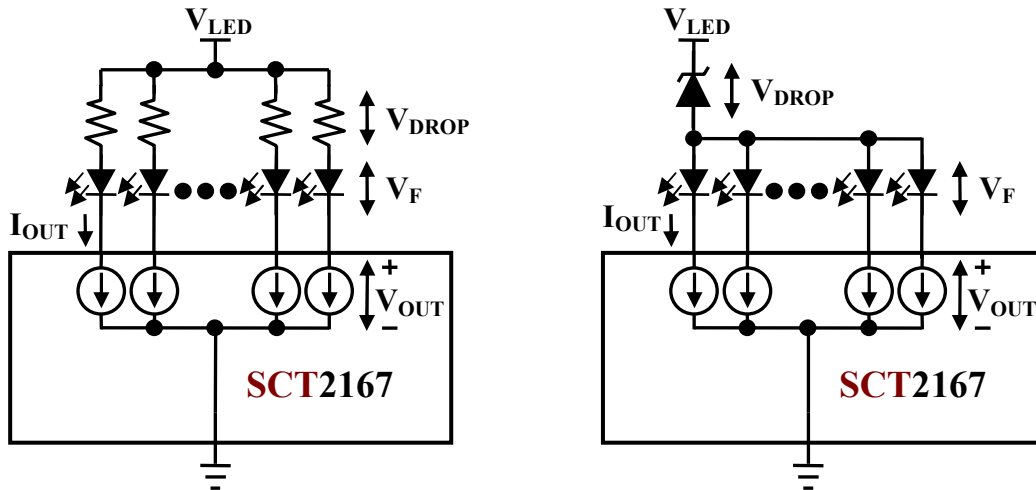 VLED
VDROP
VF
IOUT
+
VOUT
−
SCT2167
VLED
VDROP
VF
IOUT
+
VOUT
−
SCT2167